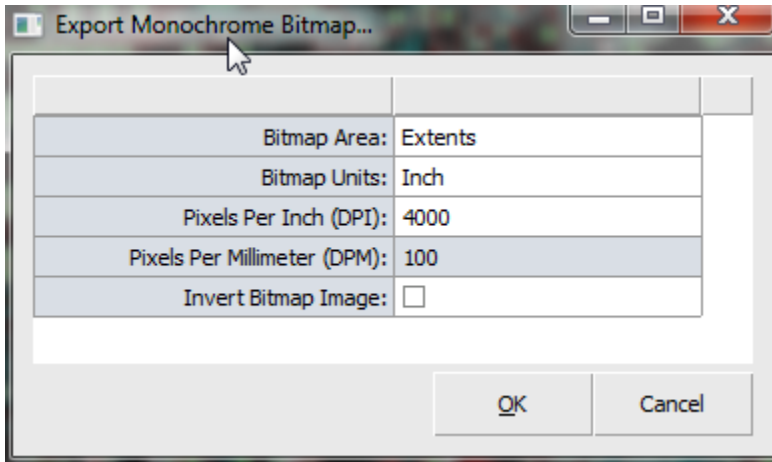 Export Monochrome Bitmap...
Bitmap Area: Extents
Bitmap Units: Inch
Pixels Per Inch (DPI): 4000
Pixels Per Millimeter (DPM): 100
Invert Bitmap Image:
OK Cancel